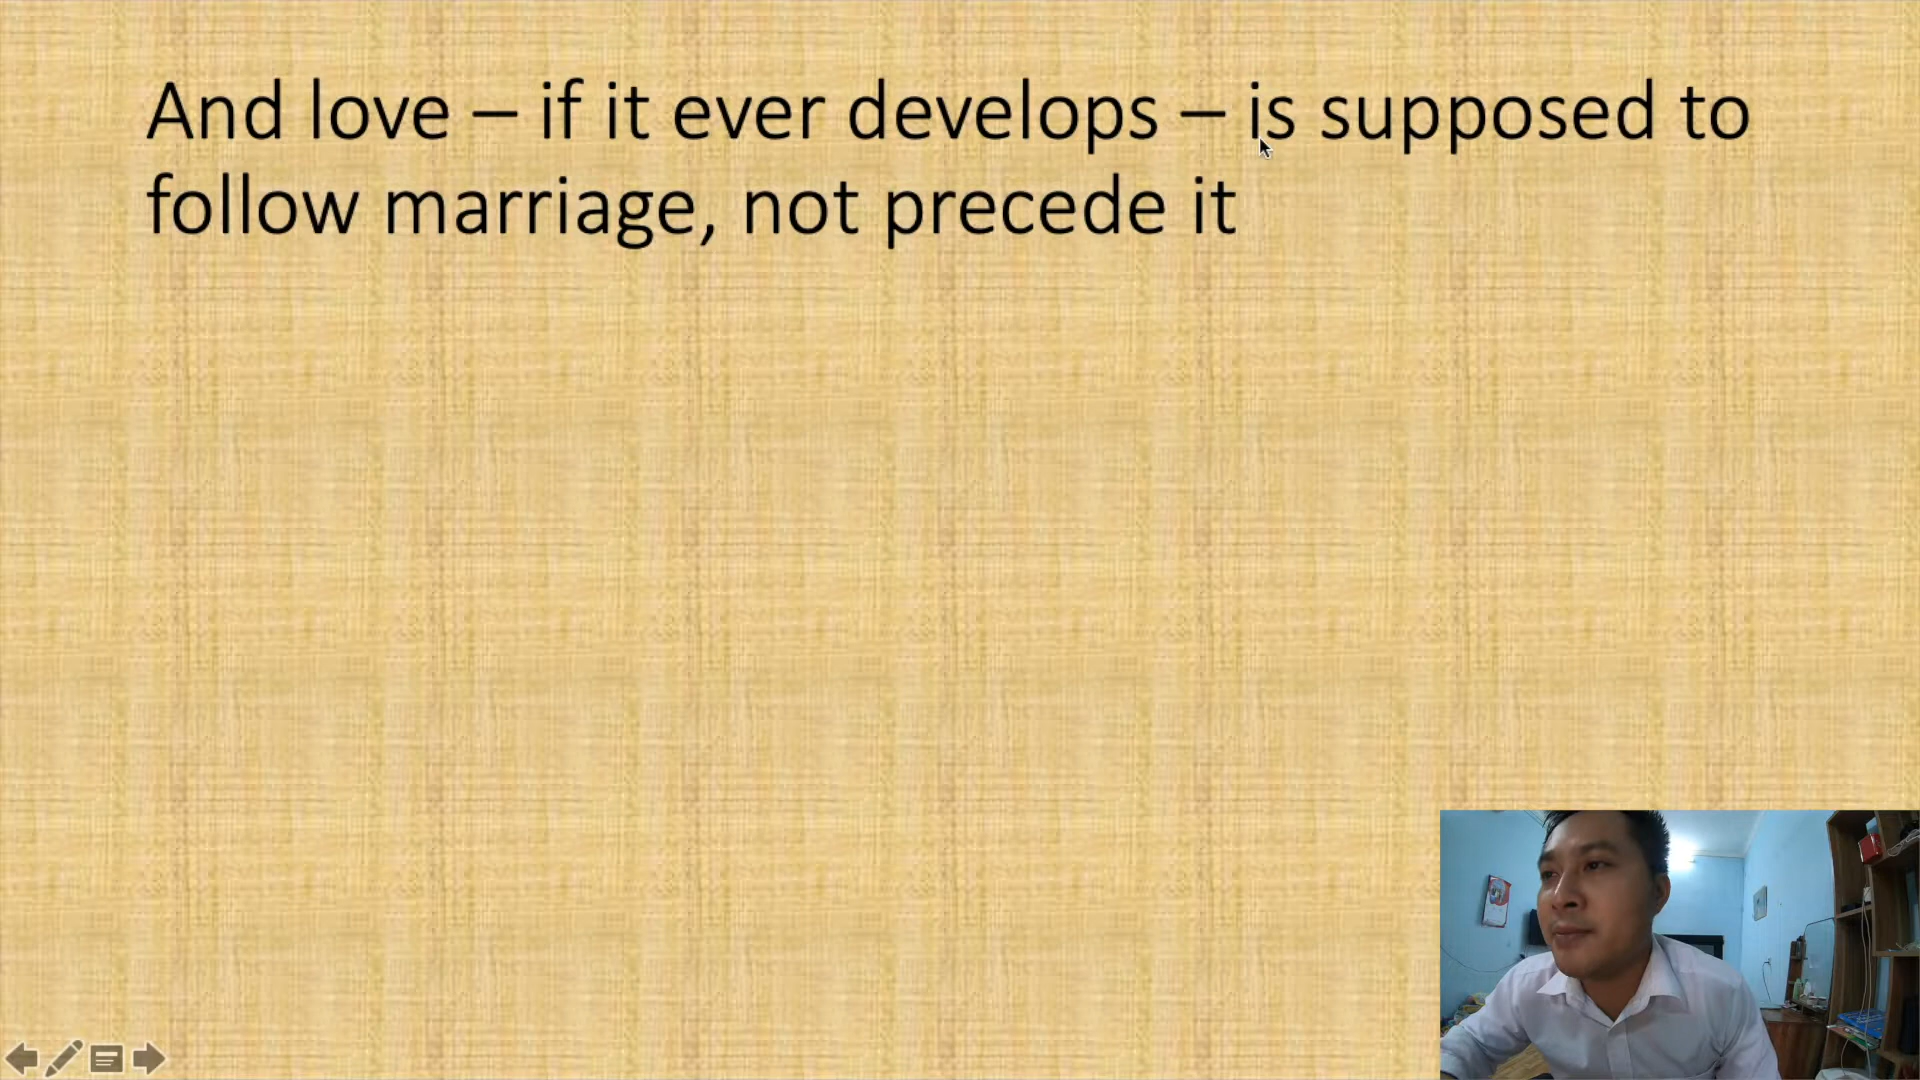 And love – if it ever develops – is supposed to
follow marriage, not precede it